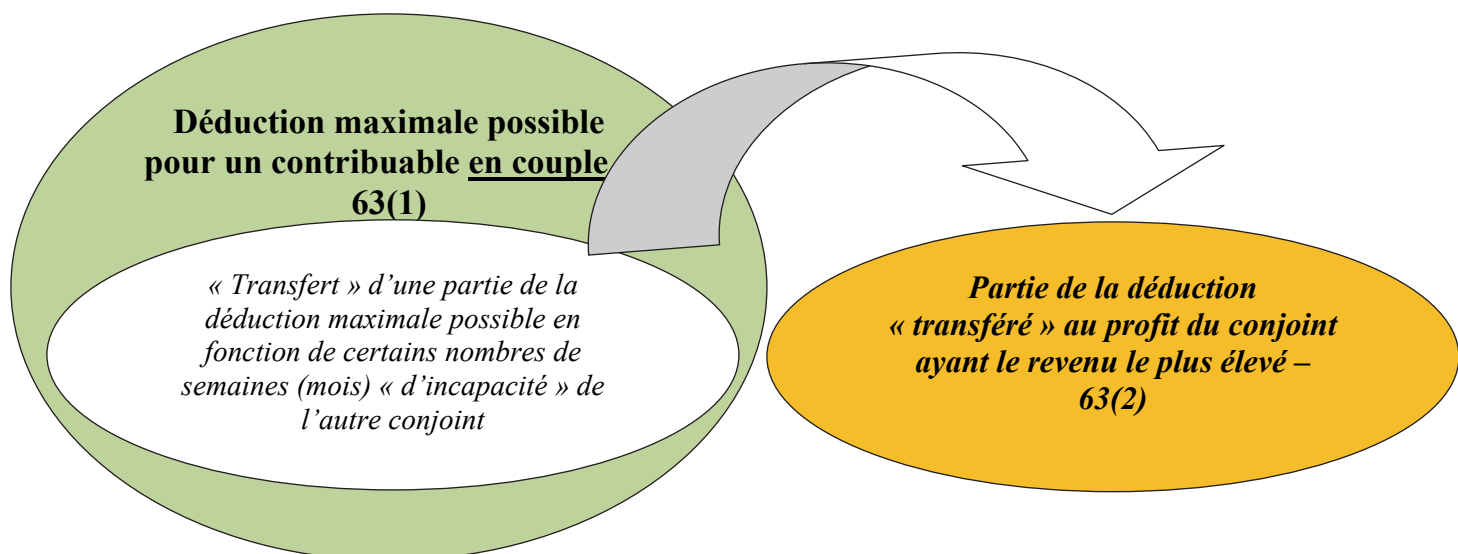 Déduction maximale possible
pour un contribuable en couple
63(1)
« Transfert » d’une partie de la
déduction maximale possible en
fonction de certains nombres de
semaines (mois) « d’incapacité » de
l’autre conjoint
Partie de la déduction
« transféré » au profit du conjoint
ayant le revenu le plus élevé –
63(2)